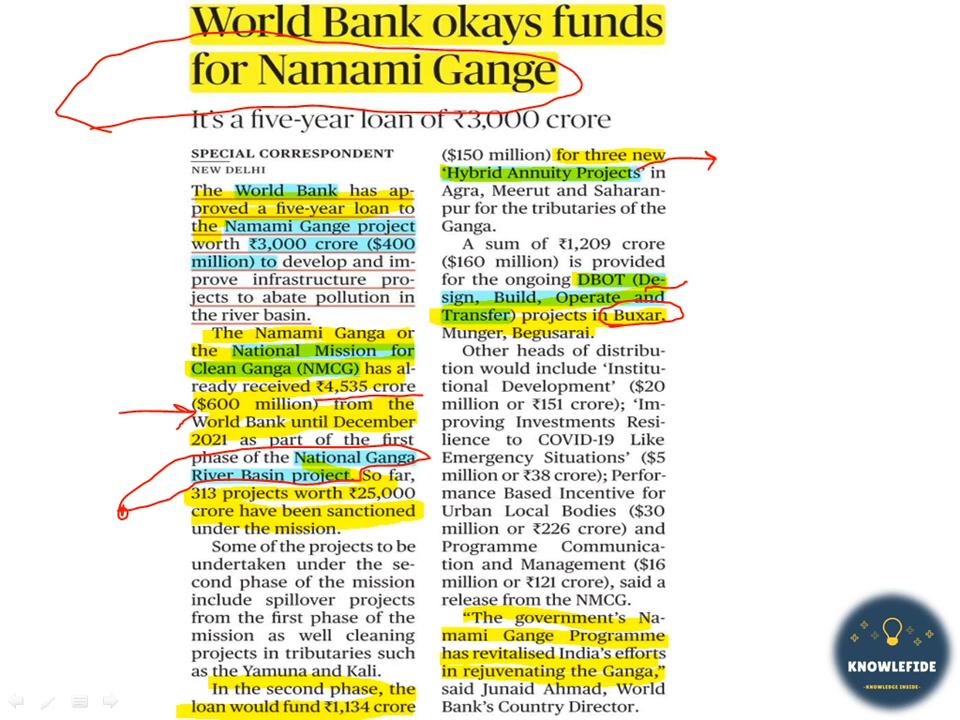 World Bank okays funds
for Namami Gange
It's a five-year loan of ₹3,000 crore
SPECIAL CORRESPONDENT
NEW DELHI
The World Bank has ap-
proved a five-year loan to
the Namami Gange project
worth ₹3,000 crore ($400
million) to develop and im-
prove infrastructure pro-
jects to abate pollution in
the river basin.
The Namami Ganga or
the National Mission for
Clean Ganga (NMCG) has al-
ready received ₹4,535 crore
($600 million) from the
World Bank until December
2021 as part of the first
phase of the National Ganga
River Basin project. So far,
313 projects worth ₹25,000
crore have been sanctioned
under the mission.
Some of the projects to be
undertaken under the se-
cond phase of the mission
include spillover projects
from the first phase of the
mission as well cleaning
projects in tributaries such
as the Yamuna and Kali.
In the second phase, the
loan would fund ₹1,134 crore
($150 million) for three new
'Hybrid Annuity Projects' in
Agra, Meerut and Saharan-
pur for the tributaries of the
Ganga.
A sum of ₹1,209 crore
($160 million) is provided
for the ongoing DBOT (De-
sign, Build, Operate and
Transfer) projects in Buxar,
Munger, Begusarai.
Other heads of distribu-
tion would include 'Institu-
tional Development' ($20
million or ₹151 crore); 'Im-
proving Investments Resi-
lience to COVID-19 Like
Emergency Situations' ($5
million or ₹38 crore); Perfor-
mance Based Incentive for
Urban Local Bodies ($30
million or ₹226 crore) and
Programme Communica-
tion and Management ($16
million or ₹121 crore), said a
release from the NMCG.
"The government's Na-
mami Gange Programme
has revitalised India's efforts
in rejuvenating the Ganga,"
said Junaid Ahmad, World
Bank's Country Director.
KNOWLEFIDE
-KNOWLEDGE INSIDE-